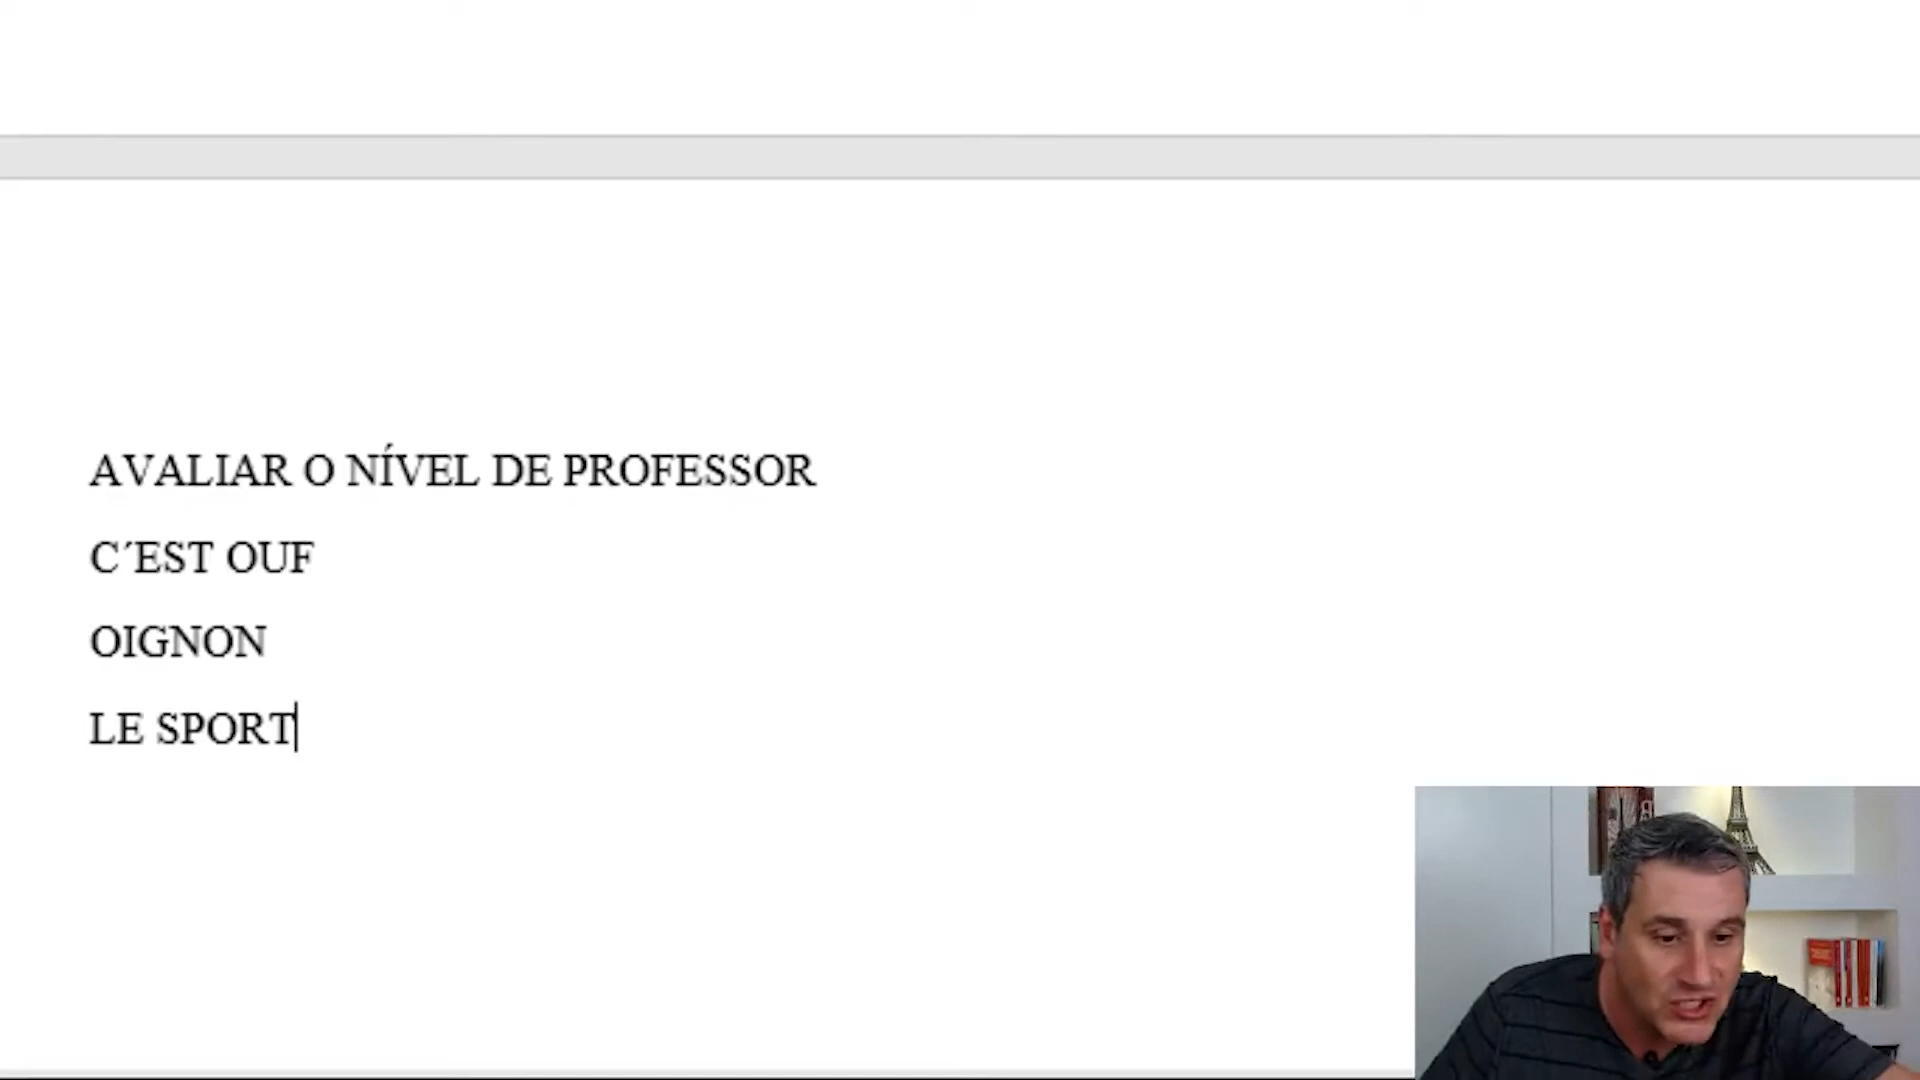 AVALIAR O NÍVEL DE PROFESSOR
C´EST OUF
OIGNON
LE SPORT